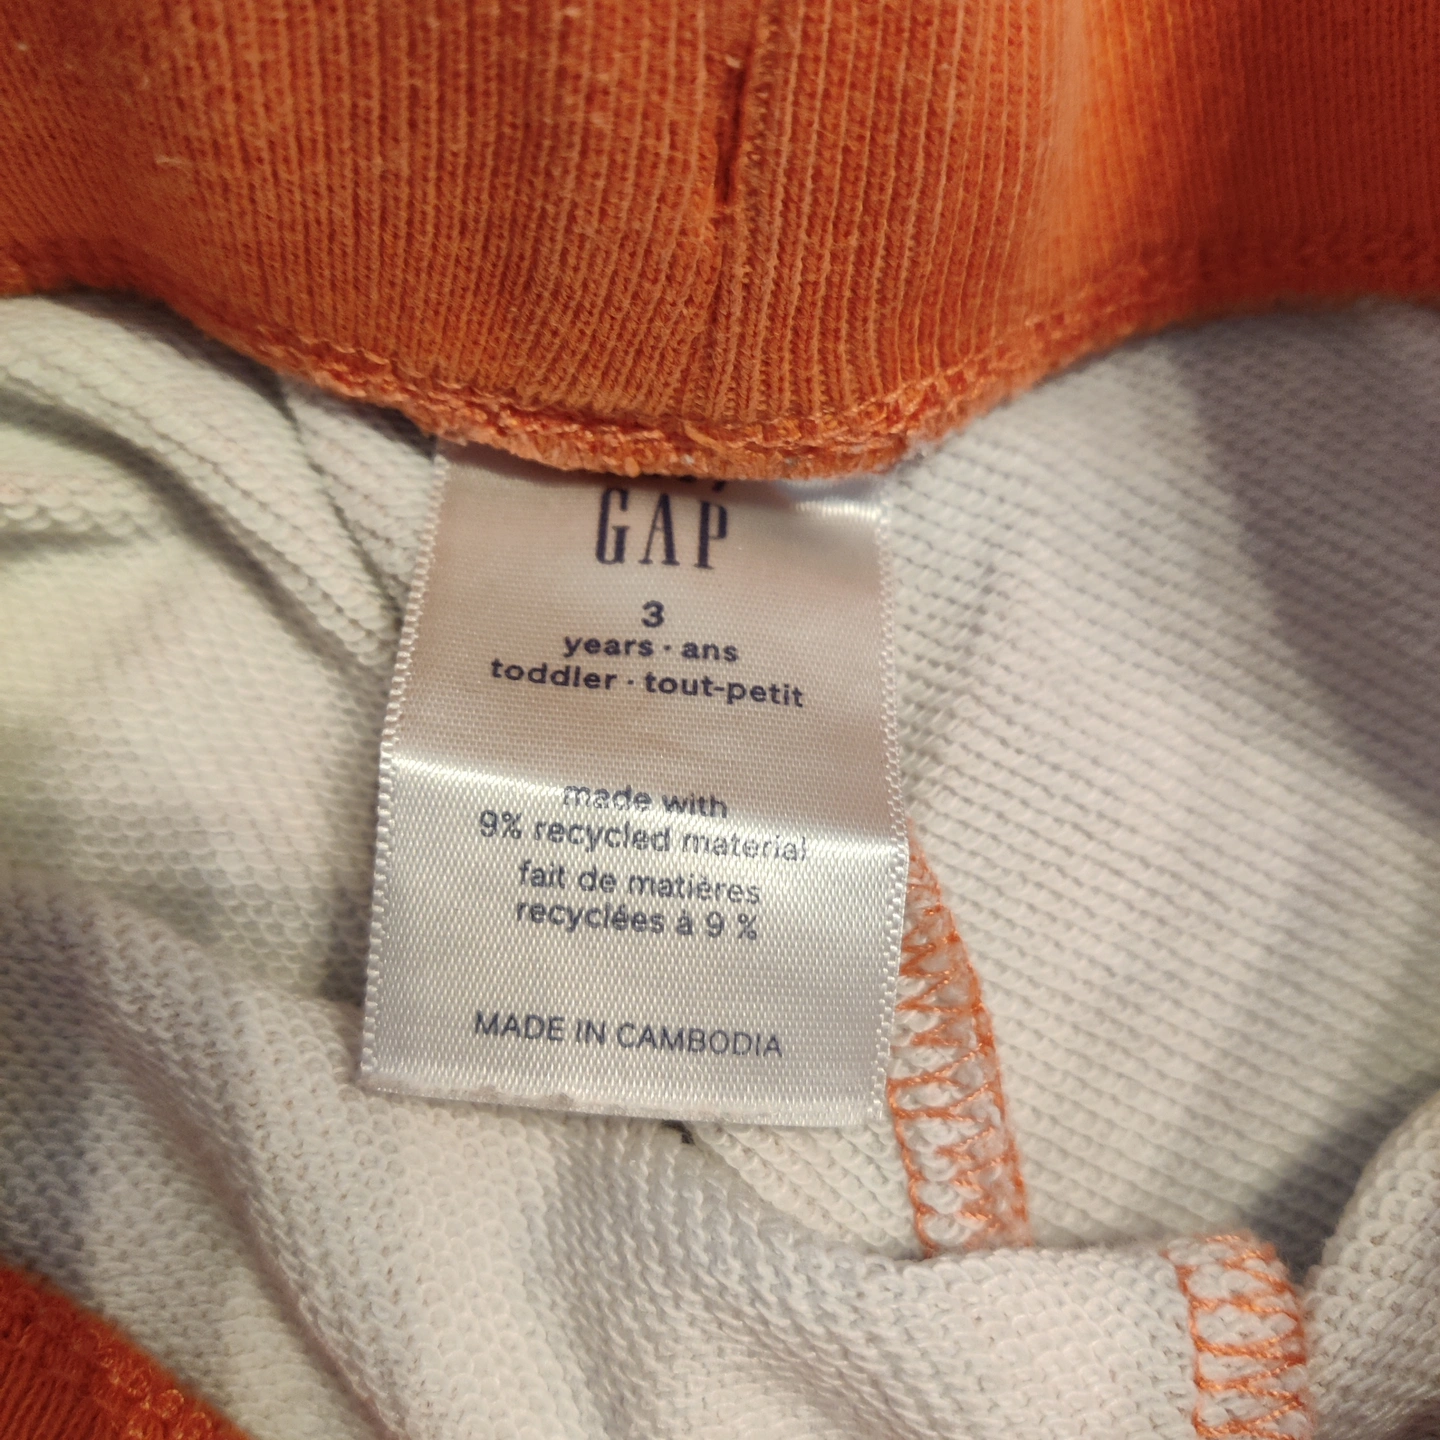 GAP
3
years · ans
toddler · tout-petit
made with
9% recycled material
fait de matières
recyclées à 9 %
MADE IN CAMBODIA